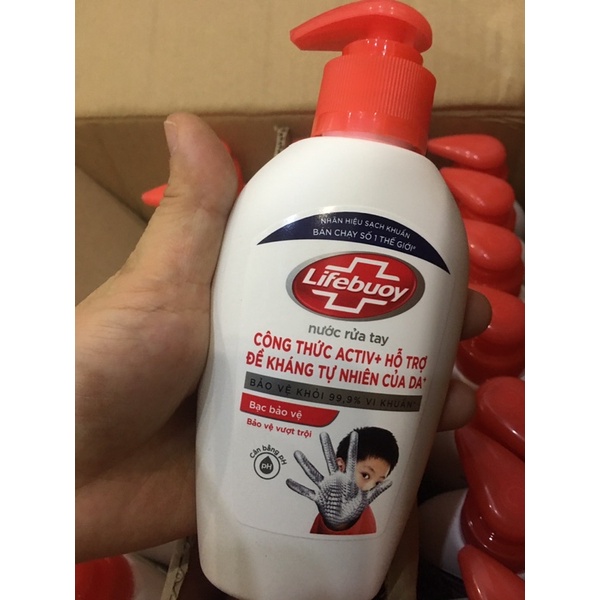 NHÃN HIỆU SẠCH KHUẨN
BÁN CHẠY SỐ 1 THẾ GIỚI*
Lifebuoy
nước rửa tay
CÔNG THỨC ACTIV+ HỖ TRỢ
ĐỀ KHÁNG TỰ NHIÊN CỦA DA*
BẢO VỆ KHỎI 99,9% VI KHUẨN*
Bạc bảo vệ
Bảo vệ vượt trội
Cân bằng pH
pH